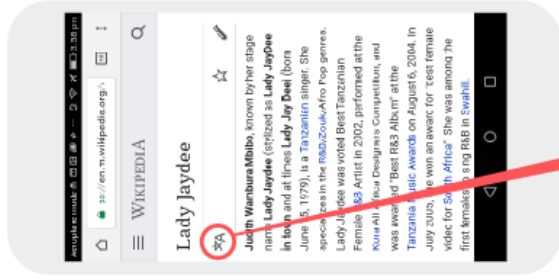 Aeroplane mode 3:58 pm
en.m.wikipedia.org/
WIKIPEDIA
Lady Jaydee
Judith Wambura Mbibo, known by her stage
name Lady Jaydee (stylized as Lady JayDee
in town and at times Lady Jay Dee) (born
June 15, 1979), is a Tanzanian singer. She
specializea in the R&B/Zouk/Afro Pop genrea.
Lady Jaydee was voted Best Tanzanian
Female R&B Artist in 2002, performed at the
Kora All Africa Designers Competition, and
was awarded "Best R&B Album" at the
Tanzania Music Awards on August 6, 2004. In
July 2005, she won an award for "best female
video for South Africa" She was among the
first females to sing R&B in Swahili.